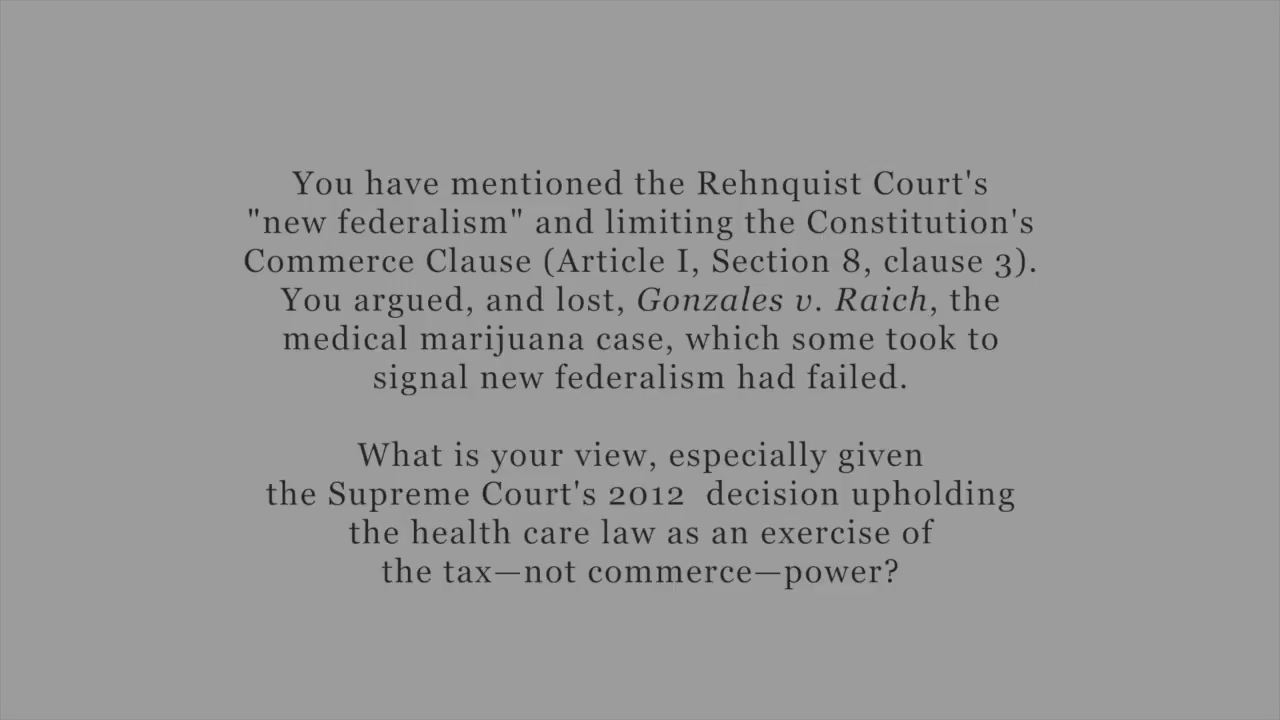 You have mentioned the Rehnquist Court's
"new federalism" and limiting the Constitution's
Commerce Clause (Article I, Section 8, clause 3).
You argued, and lost, Gonzales v. Raich, the
medical marijuana case, which some took to
signal new federalism had failed.
What is your view, especially given
the Supreme Court's 2012 decision upholding
the health care law as an exercise of
the tax—not commerce—power?